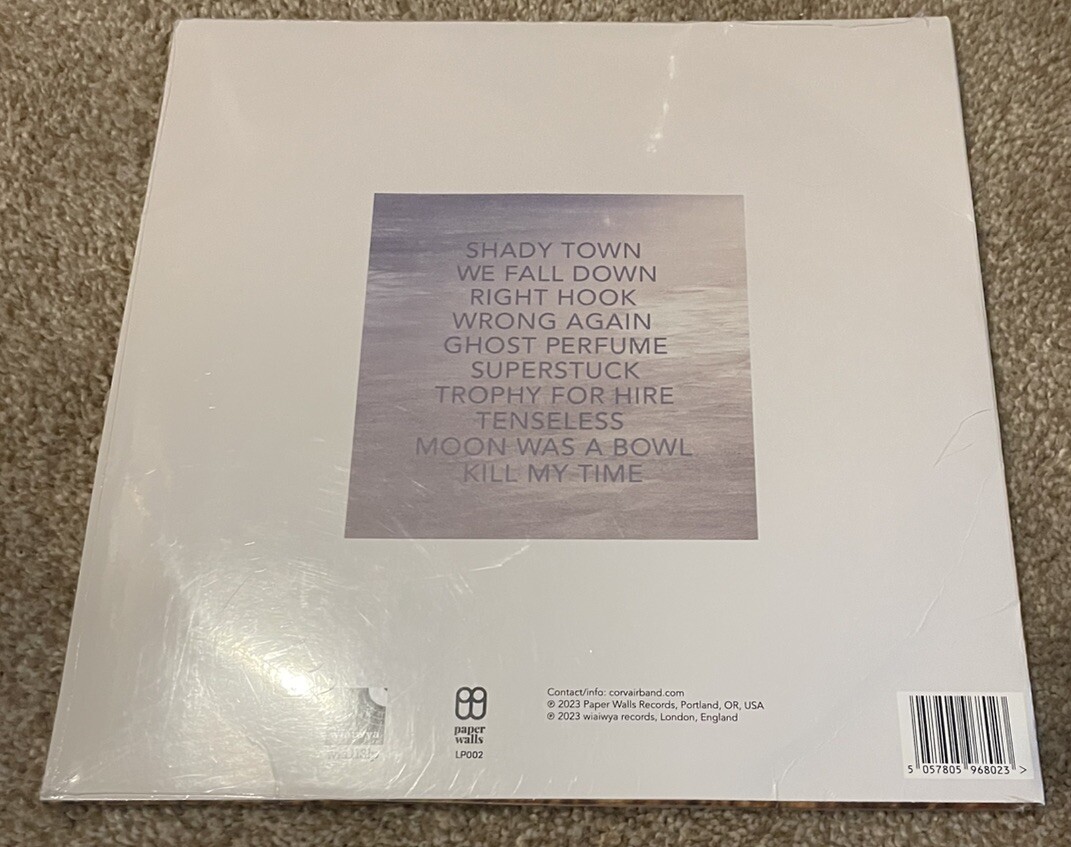 SHADY TOWN
WE FALL DOWN
RIGHT HOOK
WRONG AGAIN
GHOST PERFUME
SUPERSTUCK
TROPHY FOR HIRE
TENSELESS
MOON WAS A BOWL
KILL MY TIME
wiaiwya
paper
walls
LP002
Contact/info: corvairband.com
℗ 2023 Paper Walls Records, Portland, OR, USA
℗ 2023 wiaiwya records, London, England
5 057805 968023 >